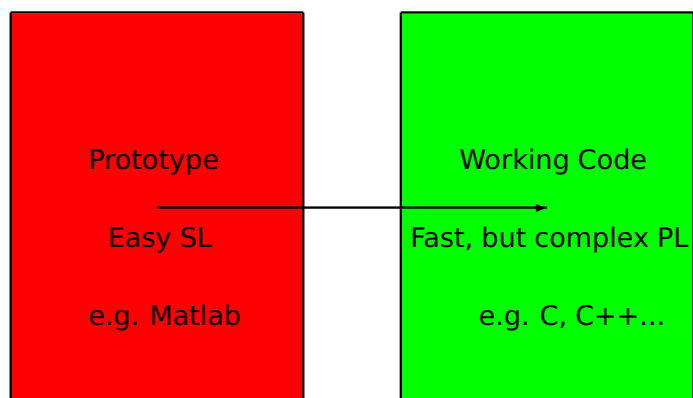 Prototype
Easy SL
e.g. Matlab
Working Code
Fast, but complex PL
e.g. C, C++...